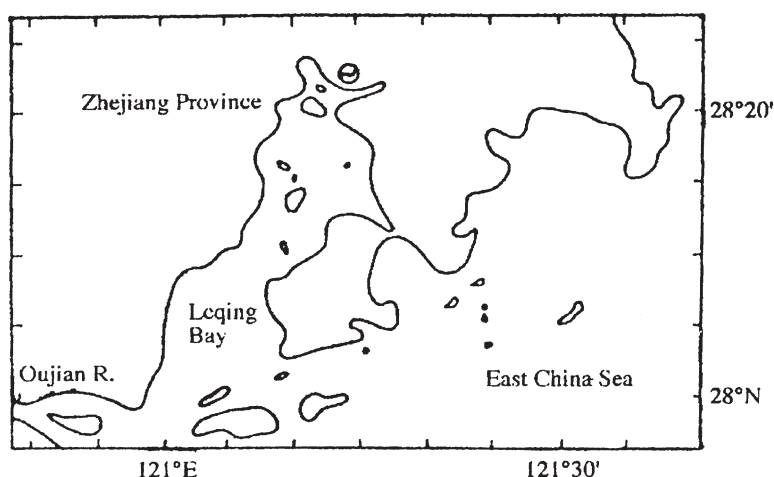 Zhejiang Province
28°20'
Leqing
Bay
Oujian R.
East China Sea
28°N
121°E
121°30'